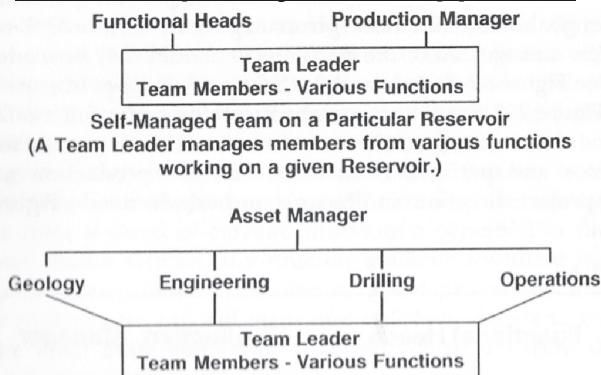 Functional Heads Production Manager
Team Leader
Team Members - Various Functions
Self-Managed Team on a Particular Reservoir
(A Team Leader manages members from various functions
working on a given Reservoir.)
Asset Manager
Geology Engineering Drilling Operations
Team Leader
Team Members - Various Functions